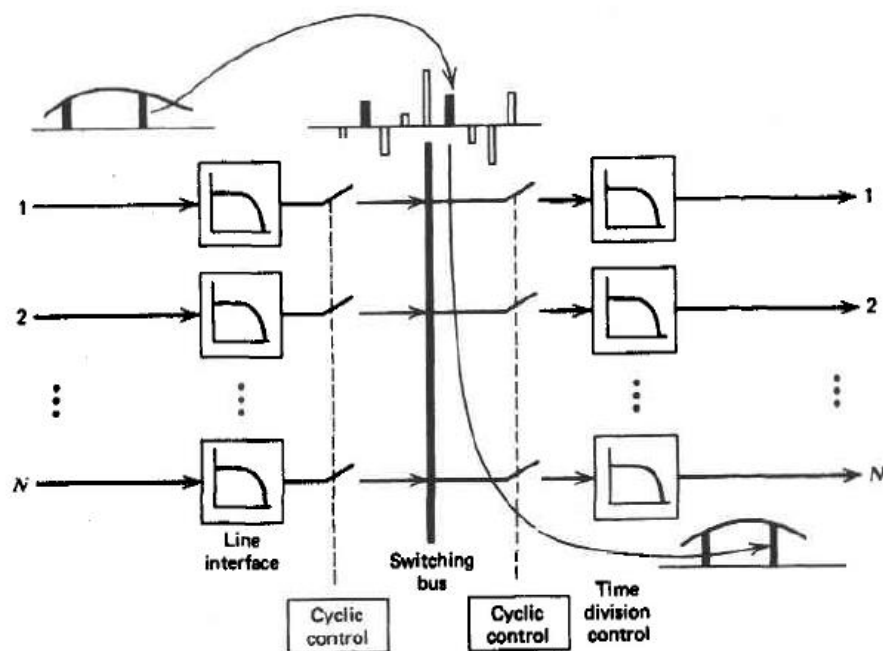 1
1
2
2
N
N
Line
interface
Switching
bus
Time
division
control
Cyclic
control
Cyclic
control